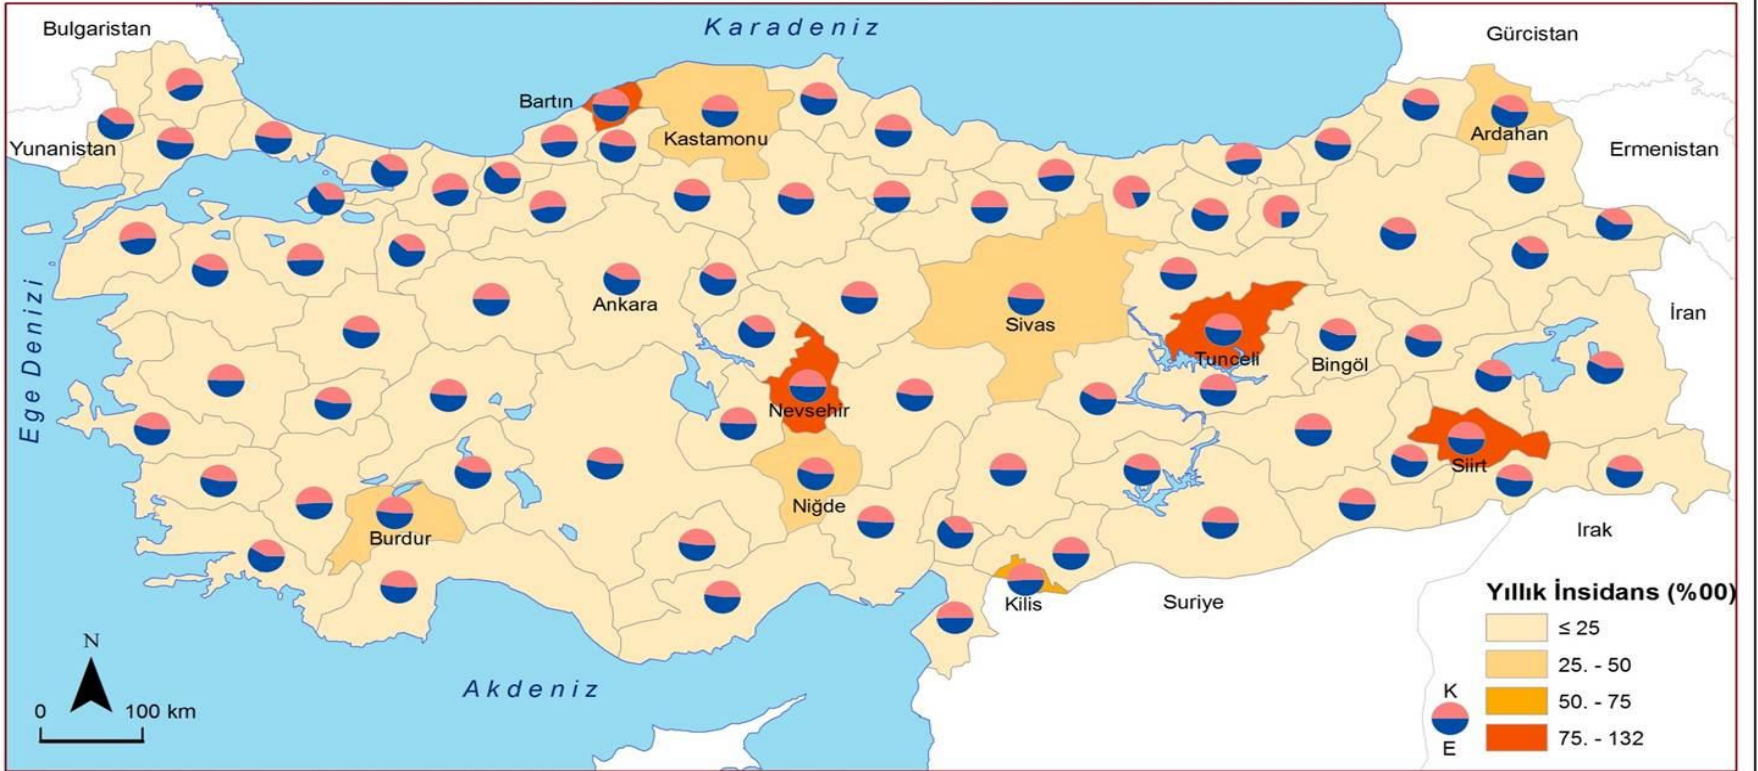 Bulgaristan
Karadeniz
Gürcistan
Bartın
Kastamonu
Ardahan
Yunanistan
Ermenistan
Ege Denizi
Ankara
Sivas
İran
Tunceli
Bingöl
Nevsehir
Siirt
Niğde
Burdur
Irak
Kilis
Suriye
Akdeniz
N
0 100 km
Yıllık İnsidans (%00)
≤ 25
25. - 50
50. - 75
75. - 132
K
E